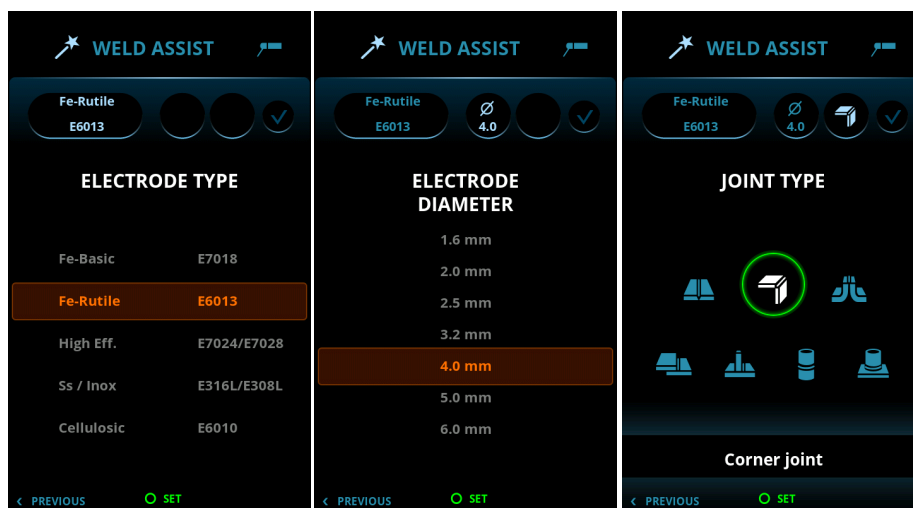 WELD ASSIST
Fe-Rutile
E6013
ELECTRODE TYPE
Fe-Basic E7018
Fe-Rutile E6013
High Eff. E7024/E7028
Ss / Inox E316L/E308L
Cellulosic E6010
< PREVIOUS SET
WELD ASSIST
Fe-Rutile
E6013
Ø
4.0
ELECTRODE
DIAMETER
1.6 mm
2.0 mm
2.5 mm
3.2 mm
4.0 mm
5.0 mm
6.0 mm
< PREVIOUS SET
WELD ASSIST
Fe-Rutile
E6013
Ø
4.0
JOINT TYPE
Corner joint
< PREVIOUS SET